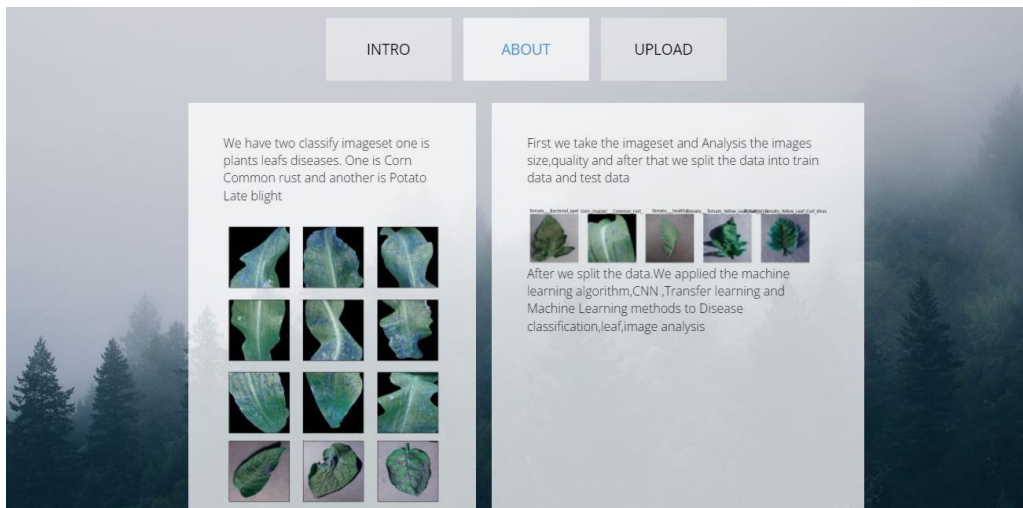 INTRO
ABOUT
UPLOAD
We have two classify imageset one is
plants leafs diseases. One is Corn
Common rust and another is Potato
Late blight
First we take the imageset and Analysis the images
size,quality and after that we split the data into train
data and test data
After we split the data.We applied the machine
learning algorithm,CNN ,Transfer learning and
Machine Learning methods to Disease
classification,leaf,image analysis